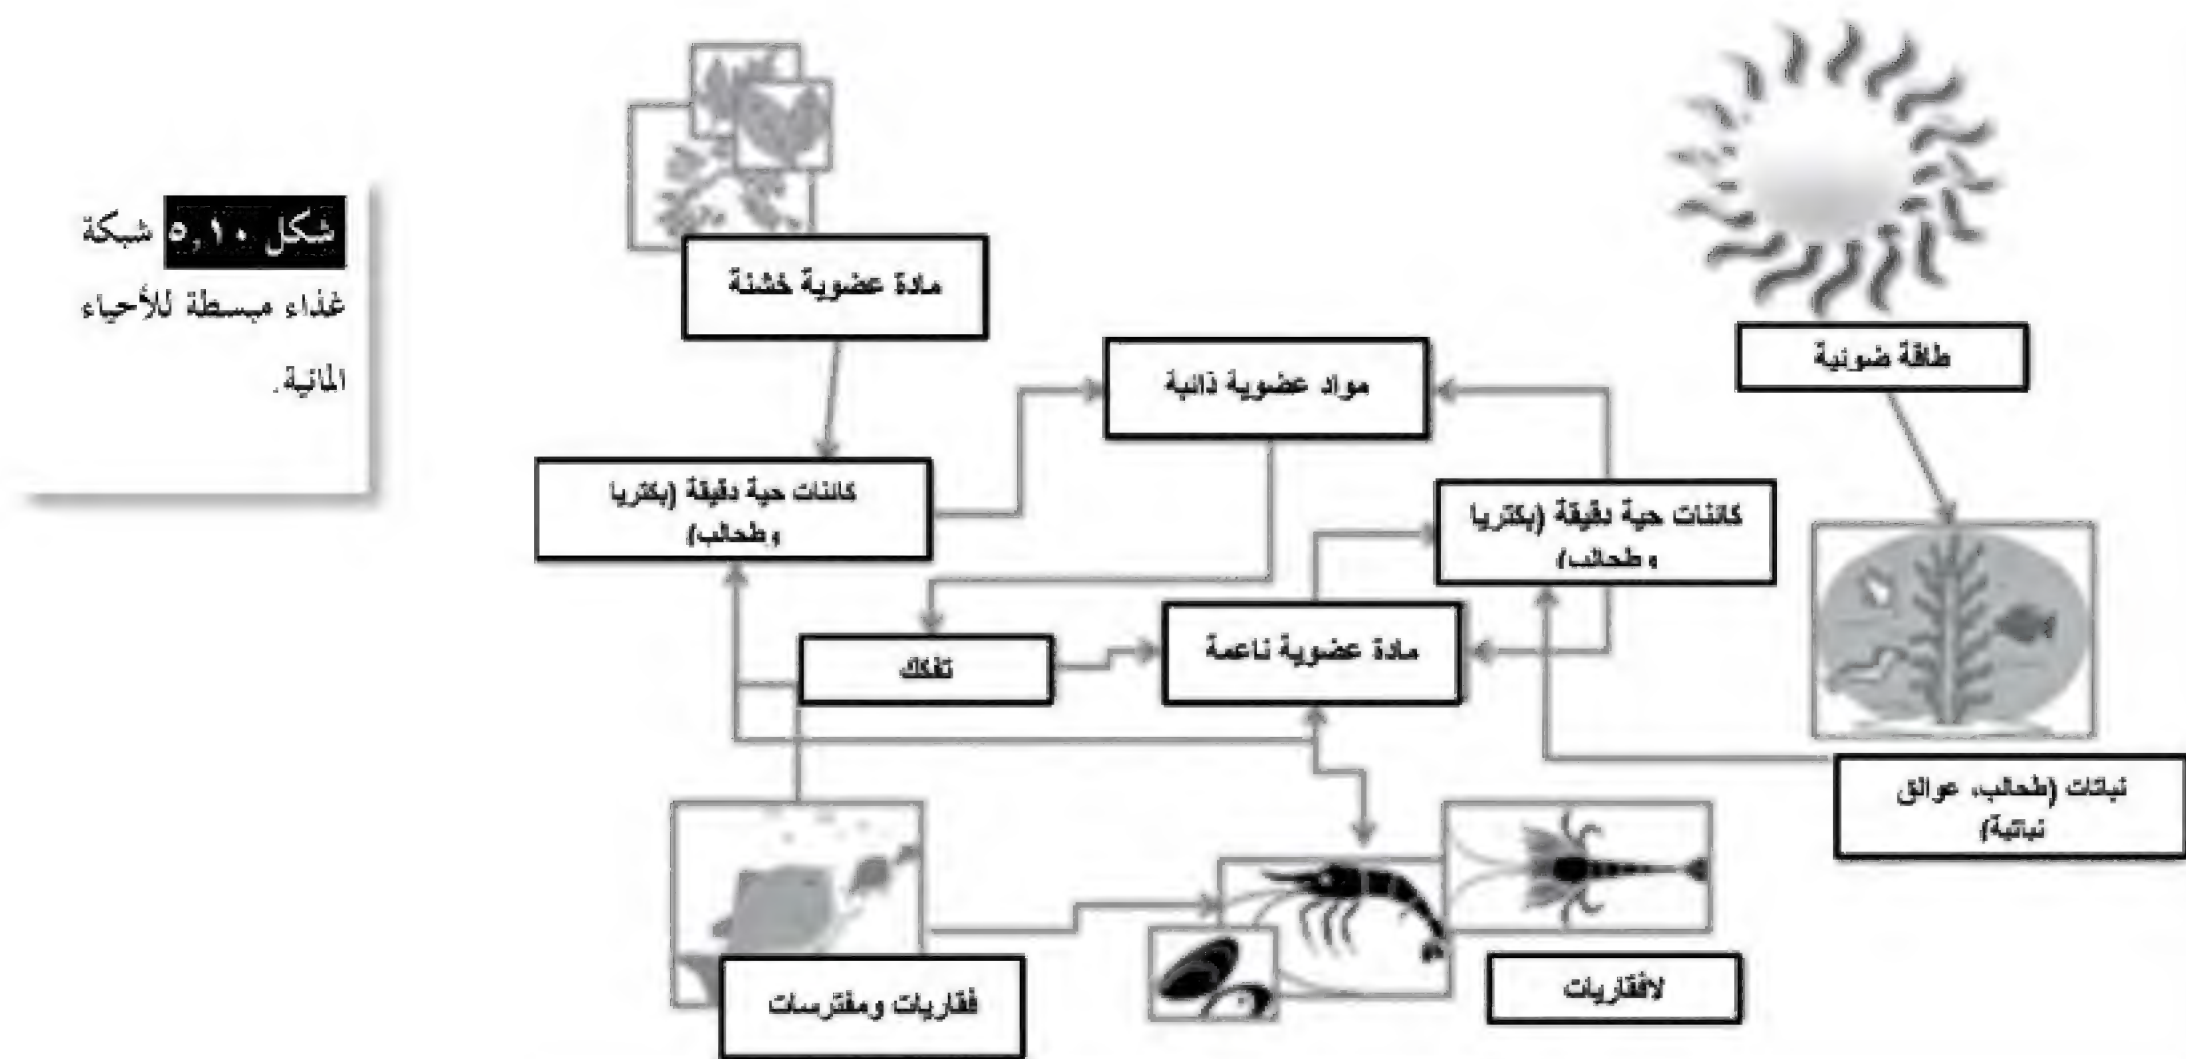 شكل ٥,١٠ شبكة
غذاء مبسطة للأحياء
المائية.
مادة عضوية خشنة
طاقة ضوئية
مواد عضوية ذائبة
كائنات حية دقيقة (بكتريا
وطحالب)
كائنات حية دقيقة (بكتريا
وطحالب)
تفكك
مادة عضوية ناعمة
نباتات (طحالب، عوالق
نباتية)
فقاريات ومفترسات
لافقاريات